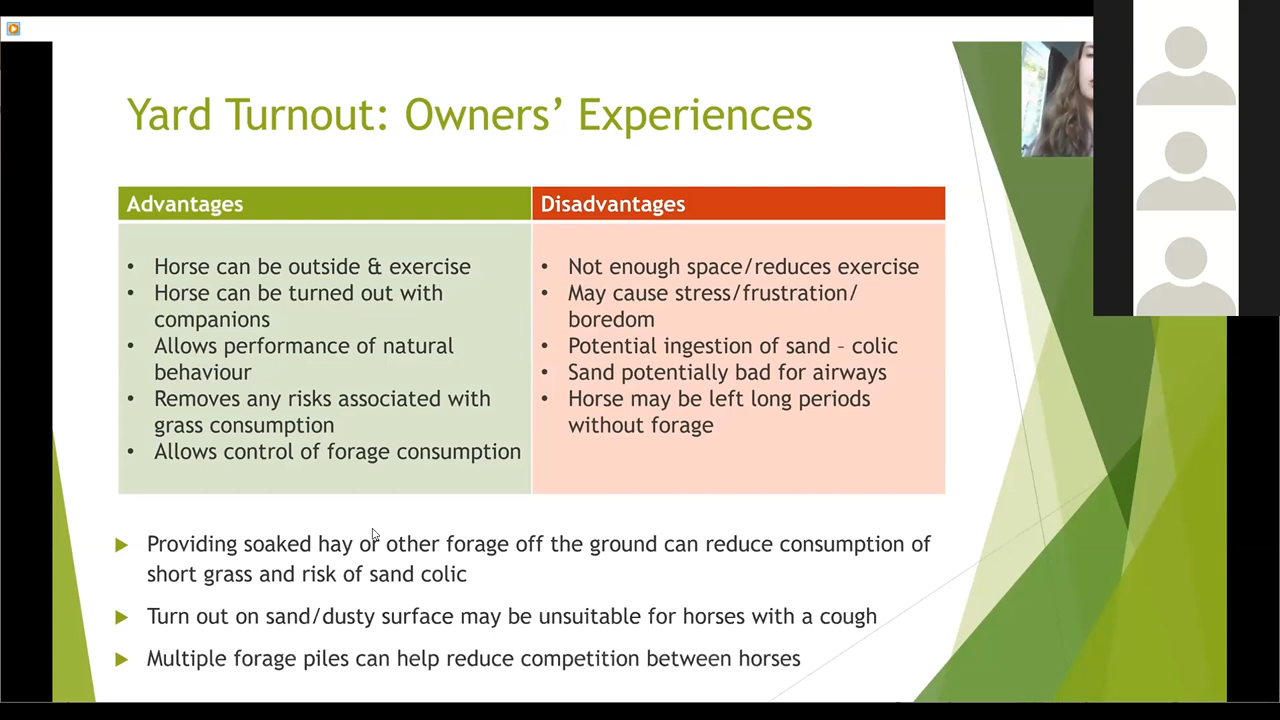 Yard Turnout: Owners’ Experiences
Advantages
• Horse can be outside & exercise
• Horse can be turned out with
companions
• Allows performance of natural
behaviour
• Removes any risks associated with
grass consumption
• Allows control of forage consumption
Disadvantages
• Not enough space/reduces exercise
• May cause stress/frustration/
boredom
• Potential ingestion of sand – colic
• Sand potentially bad for airways
• Horse may be left long periods
without forage
Providing soaked hay or other forage off the ground can reduce consumption of
short grass and risk of sand colic
Turn out on sand/dusty surface may be unsuitable for horses with a cough
Multiple forage piles can help reduce competition between horses